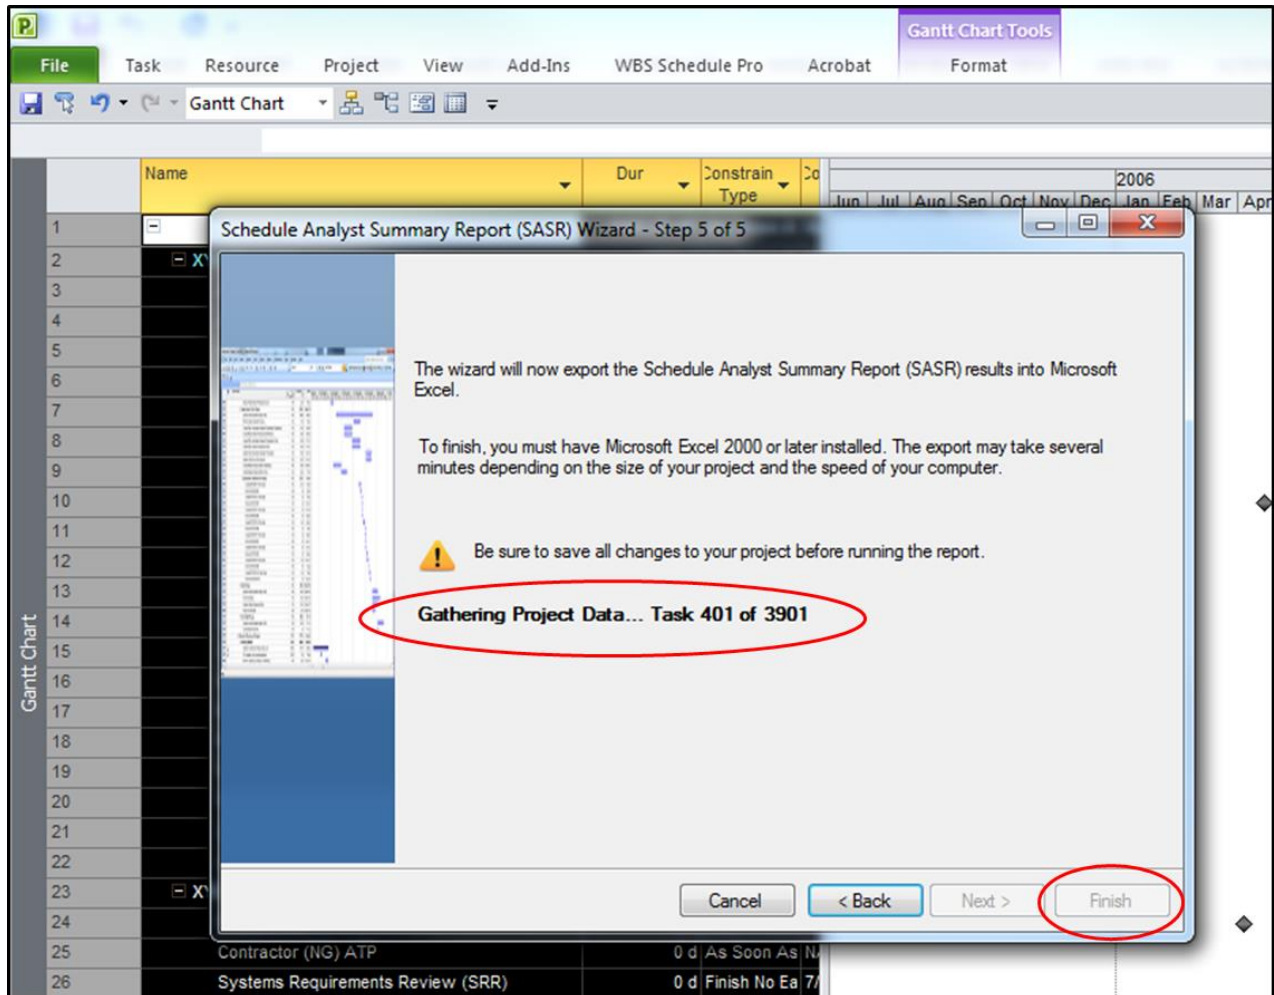 Gantt Chart Tools
File Task Resource Project View Add-Ins WBS Schedule Pro Acrobat Format
Gantt Chart
Name Dur Constrain Type
2006
Jun Jul Aug Sep Oct Nov Dec Jan Feb Mar Apr
Schedule Analyst Summary Report (SASR) Wizard - Step 5 of 5
1
2
3
4
5
6
7
8
9
10
11
12
13
14
15
16
17
18
19
20
21
22
23
24
The wizard will now export the Schedule Analyst Summary Report (SASR) results into Microsoft
Excel.
To finish, you must have Microsoft Excel 2000 or later installed. The export may take several
minutes depending on the size of your project and the speed of your computer.
Be sure to save all changes to your project before running the report.
Gathering Project Data... Task 401 of 3901
Cancel < Back Next > Finish
25 Contractor (NG) ATP 0 d As Soon As
26 Systems Requirements Review (SRR) 0 d Finish No Ea 7/
Gantt Chart